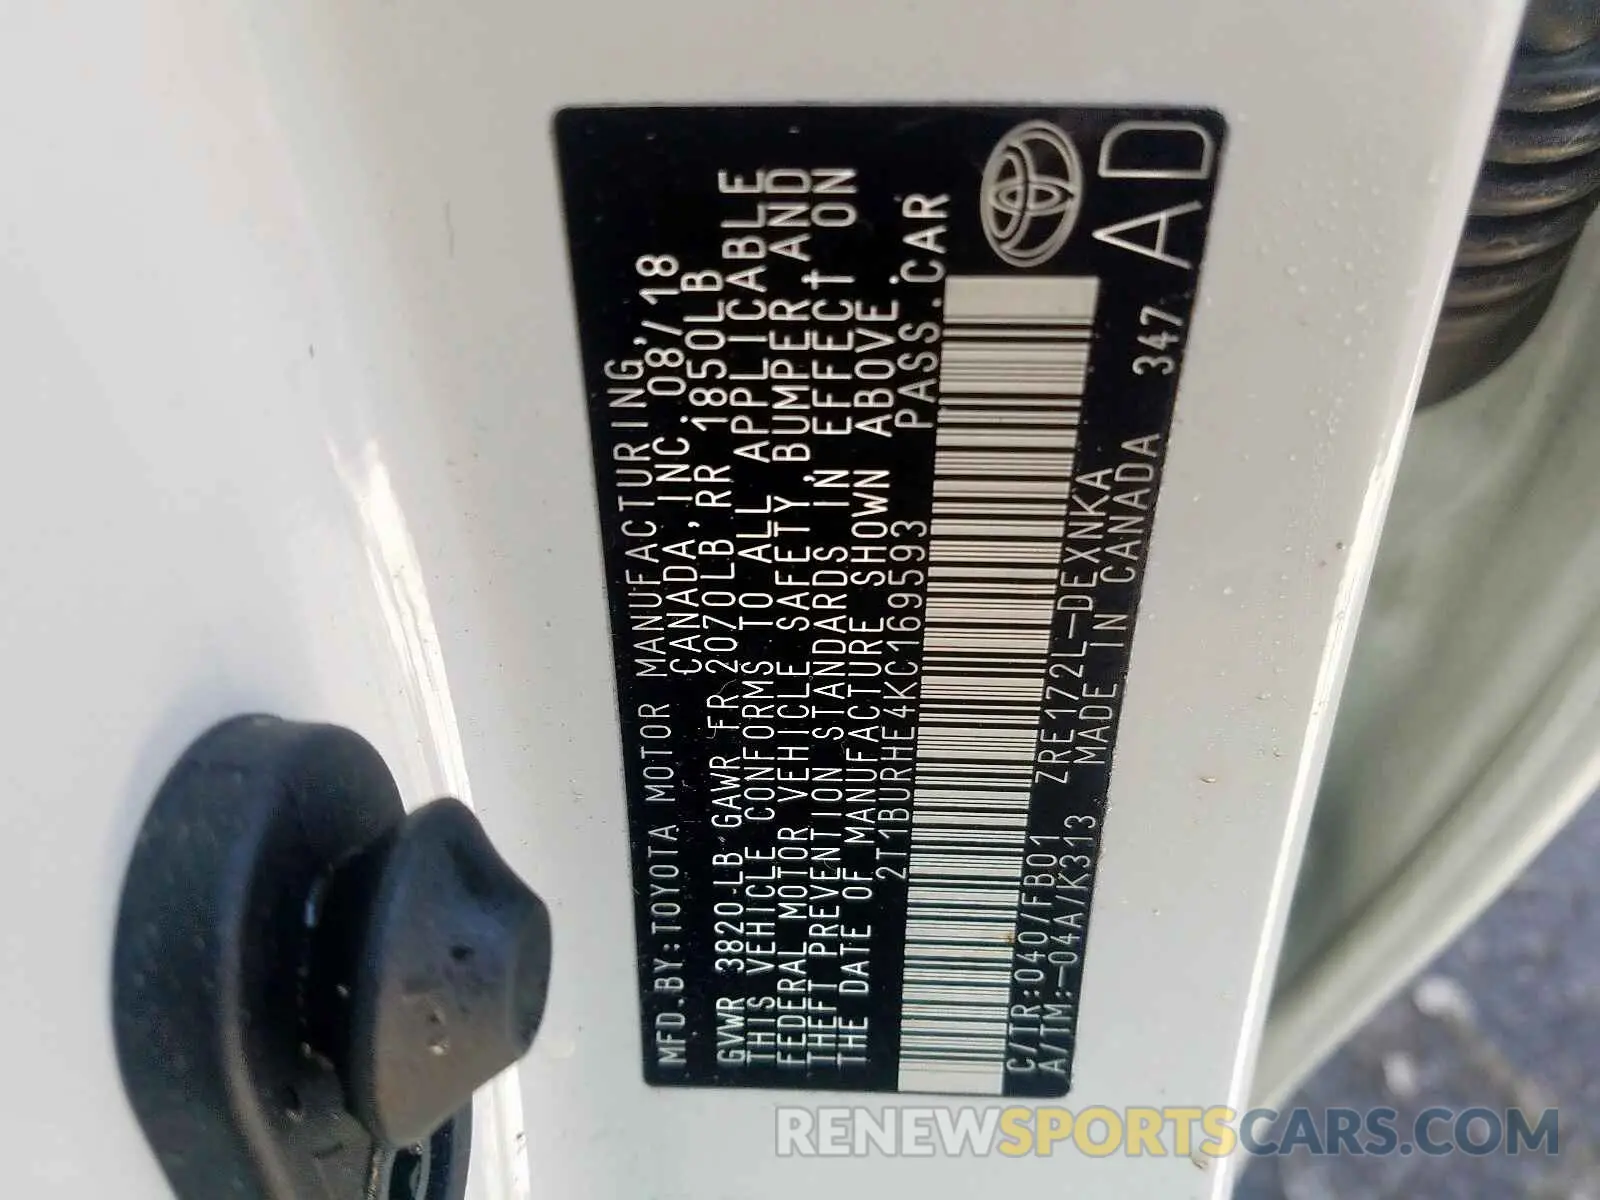 MFD.BY:TOYOTA MOTOR MANUFACTURING,
CANADA,INC. 08/18
GVWR 3820 LB GAWR FR 2070LB RR 1850LB
THIS VEHICLE CONFORMS TO ALL APPLICABLE
FEDERAL MOTOR VEHICLE SAFETY, BUMPER AND
THEFT PREVENTION STANDARDS IN EFFECT ON
THE DATE OF MANUFACTURE SHOWN ABOVE.
2T1BURHE4KC169593 PASS.CAR
C/TR:040/FB01 ZRE172L-DEXNKA
A/TM:-04A/K313 MADE IN CANADA 347
AD
RENEWSPORTSCARS.COM